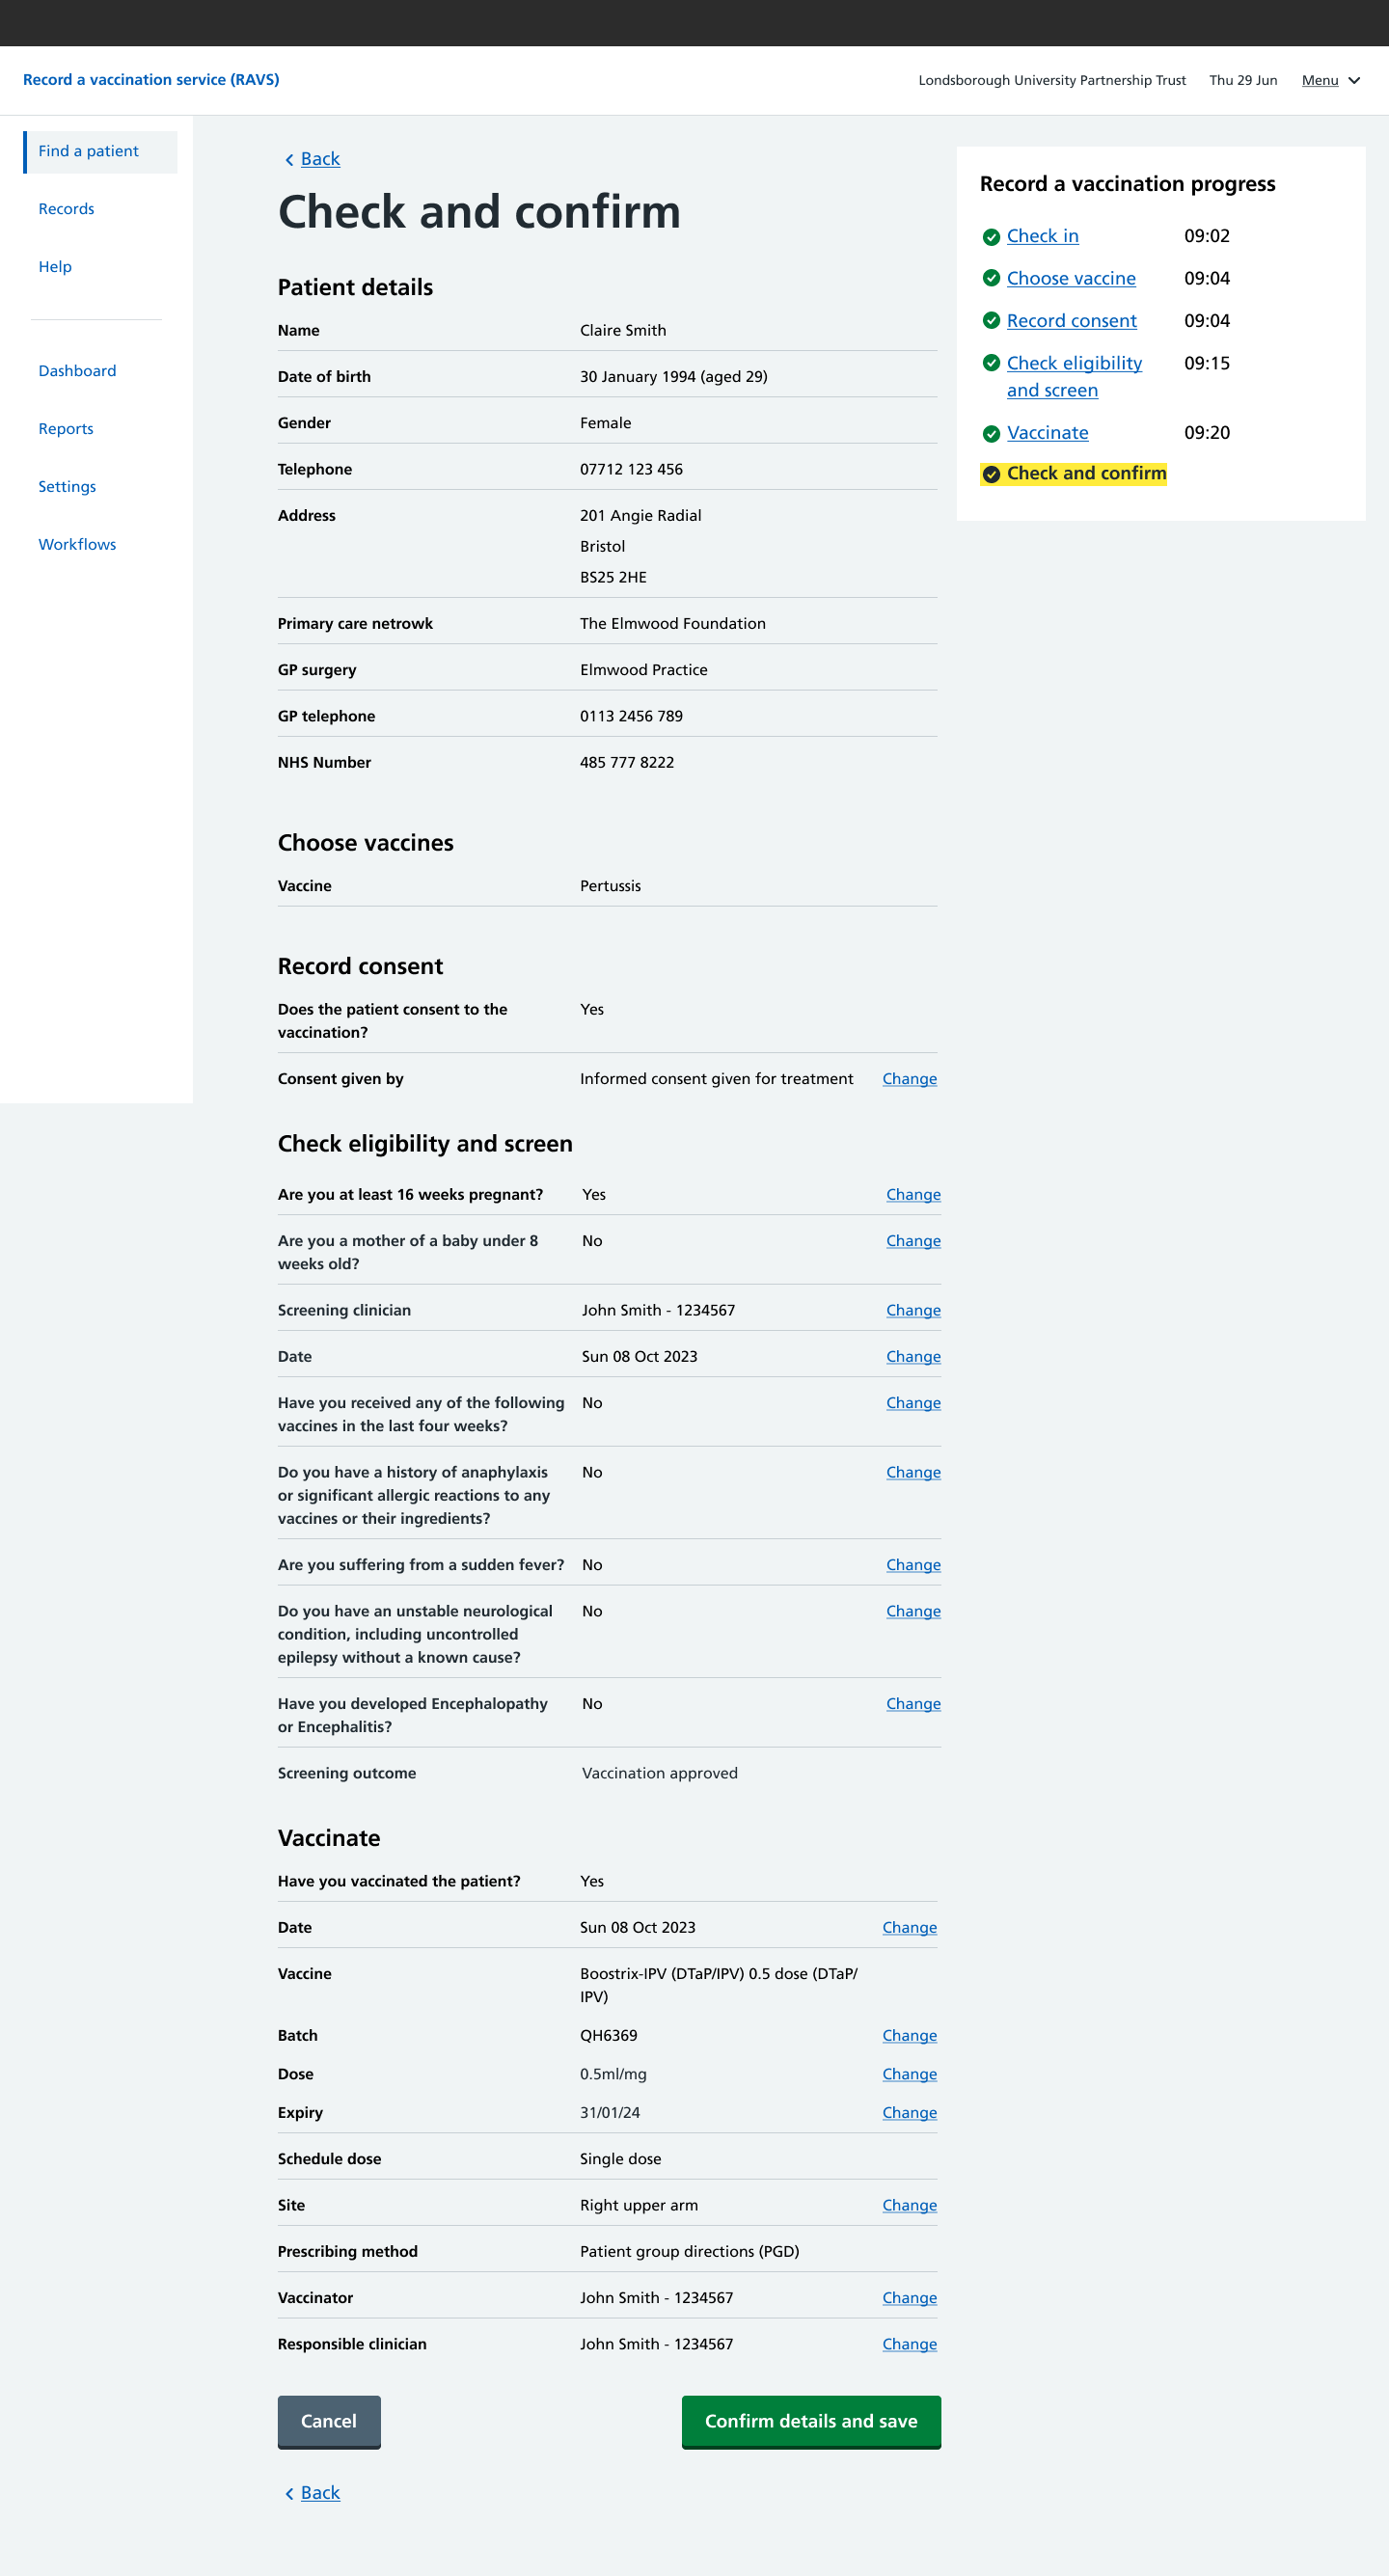 Record a vaccination service (RAVS)
Londsborough University Partnership Trust Thu 29 Jun Menu
Find a patient
Records
Help
Dashboard
Reports
Settings
Workflows
Back
Check and confirm
Patient details
Name Claire Smith
Date of birth 30 January 1994 (aged 29)
Gender Female
Telephone 07712 123 456
Address 201 Angie Radial
Bristol
BS25 2HE
Primary care netrowk The Elmwood Foundation
GP surgery Elmwood Practice
GP telephone 0113 2456 789
NHS Number 485 777 8222
Choose vaccines
Vaccine Pertussis
Record consent
Does the patient consent to the Yes
vaccination?
Consent given by Informed consent given for treatment Change
Check eligibility and screen
Are you at least 16 weeks pregnant? Yes Change
Are you a mother of a baby under 8 No Change
weeks old?
Screening clinician John Smith - 1234567 Change
Date Sun 08 Oct 2023 Change
Have you received any of the following No Change
vaccines in the last four weeks?
Do you have a history of anaphylaxis No Change
or significant allergic reactions to any
vaccines or their ingredients?
Are you suffering from a sudden fever? No Change
Do you have an unstable neurological No Change
condition, including uncontrolled
epilepsy without a known cause?
Have you developed Encephalopathy No Change
or Encephalitis?
Screening outcome Vaccination approved
Vaccinate
Have you vaccinated the patient? Yes
Date Sun 08 Oct 2023 Change
Vaccine Boostrix-IPV (DTaP/IPV) 0.5 dose (DTaP/
IPV)
Batch QH6369 Change
Dose 0.5ml/mg Change
Expiry 31/01/24 Change
Schedule dose Single dose
Site Right upper arm Change
Prescribing method Patient group directions (PGD)
Vaccinator John Smith - 1234567 Change
Responsible clinician John Smith - 1234567 Change
Cancel Confirm details and save
Back
Record a vaccination progress
Check in 09:02
Choose vaccine 09:04
Record consent 09:04
Check eligibility 09:15
and screen
Vaccinate 09:20
Check and confirm